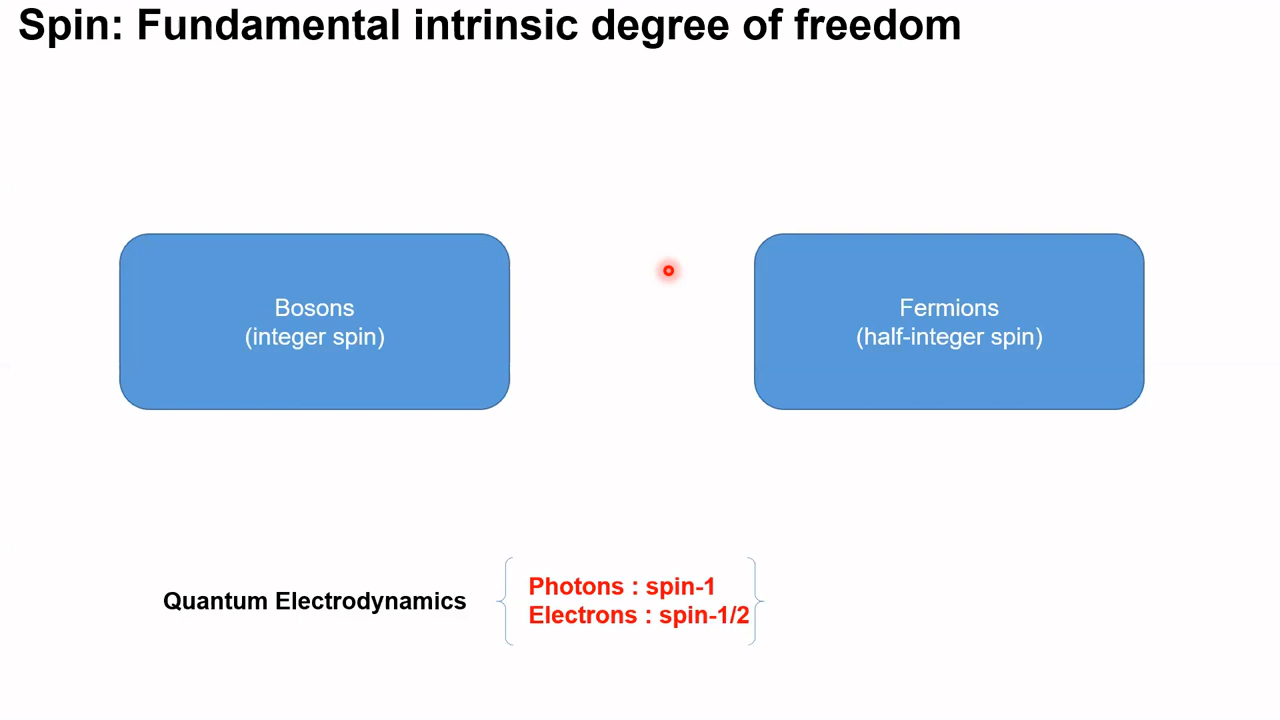 Spin: Fundamental intrinsic degree of freedom
Bosons
(integer spin)
Fermions
(half-integer spin)
Quantum Electrodynamics
Photons : spin-1
Electrons : spin-1/2